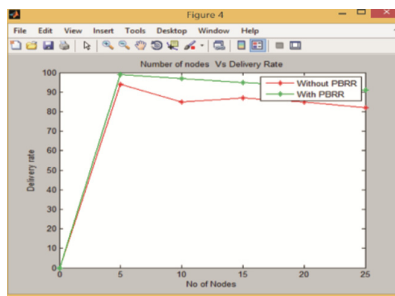 Figure 4
File Edit View Insert Tools Desktop Window Help
Number of nodes Vs Delivery Rate
Without PBRR
With PBRR
100
90
80
70
60
50
40
30
20
10
0
Delivery rate
0 5 10 15 20 25
No of Nodes